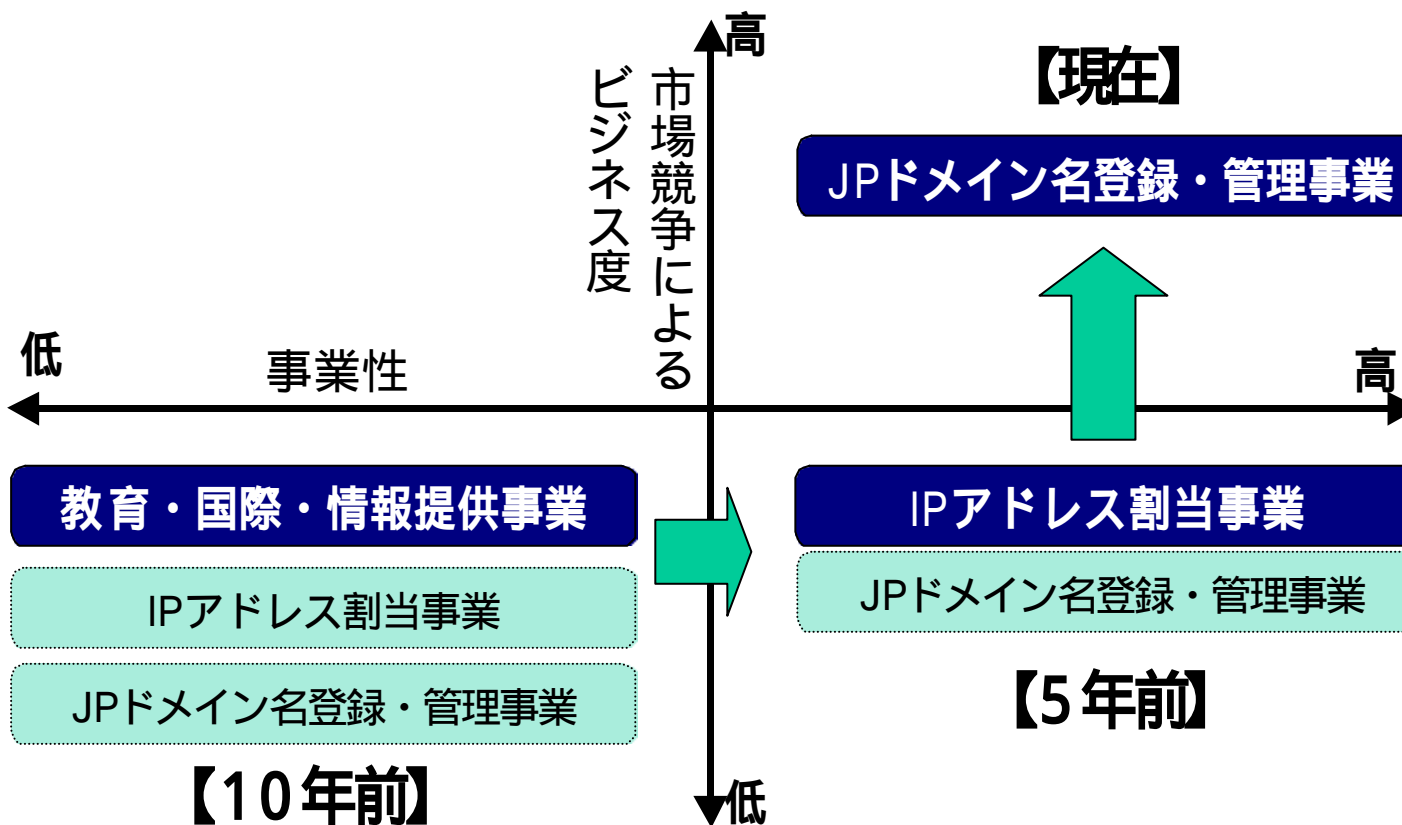 高
【現在】
市場競争による
ビジネス度
JPドメイン名登録・管理事業
低
事業性
高
教育・国際・情報提供事業
IPアドレス割当事業
IPアドレス割当事業
JPドメイン名登録・管理事業
JPドメイン名登録・管理事業
【5年前】
【10年前】
低